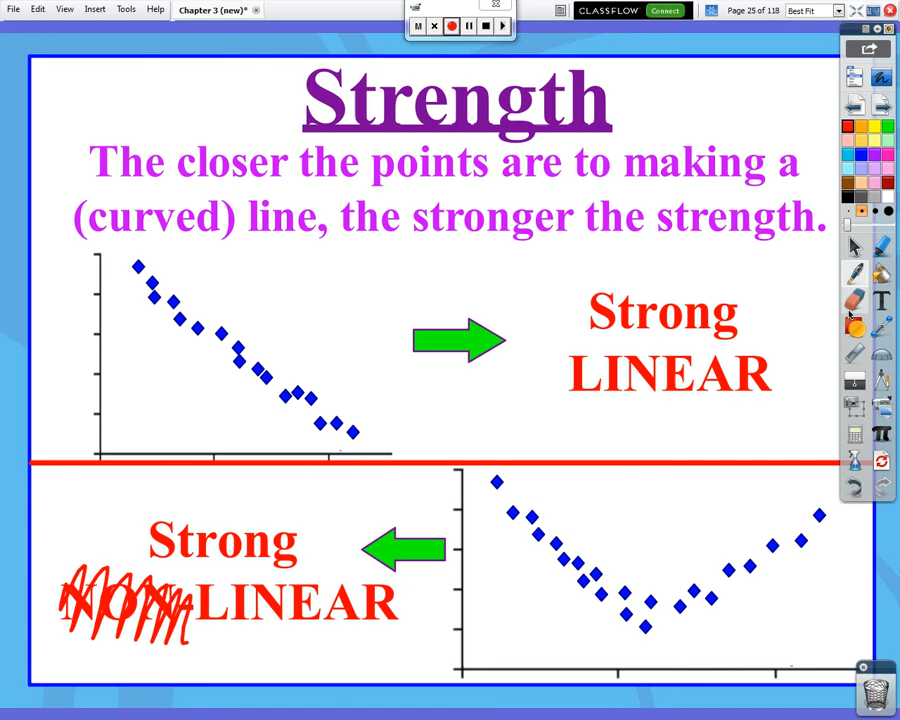 File Edit View Insert Tools Help Chapter 3 (new)*
M
CLASSFLOW Connect
Page 25 of 118 Best Fit
Strength
The closer the points are to making a
(curved) line, the stronger the strength.
Strong
LINEAR
Strong
NON-LINEAR
T
π